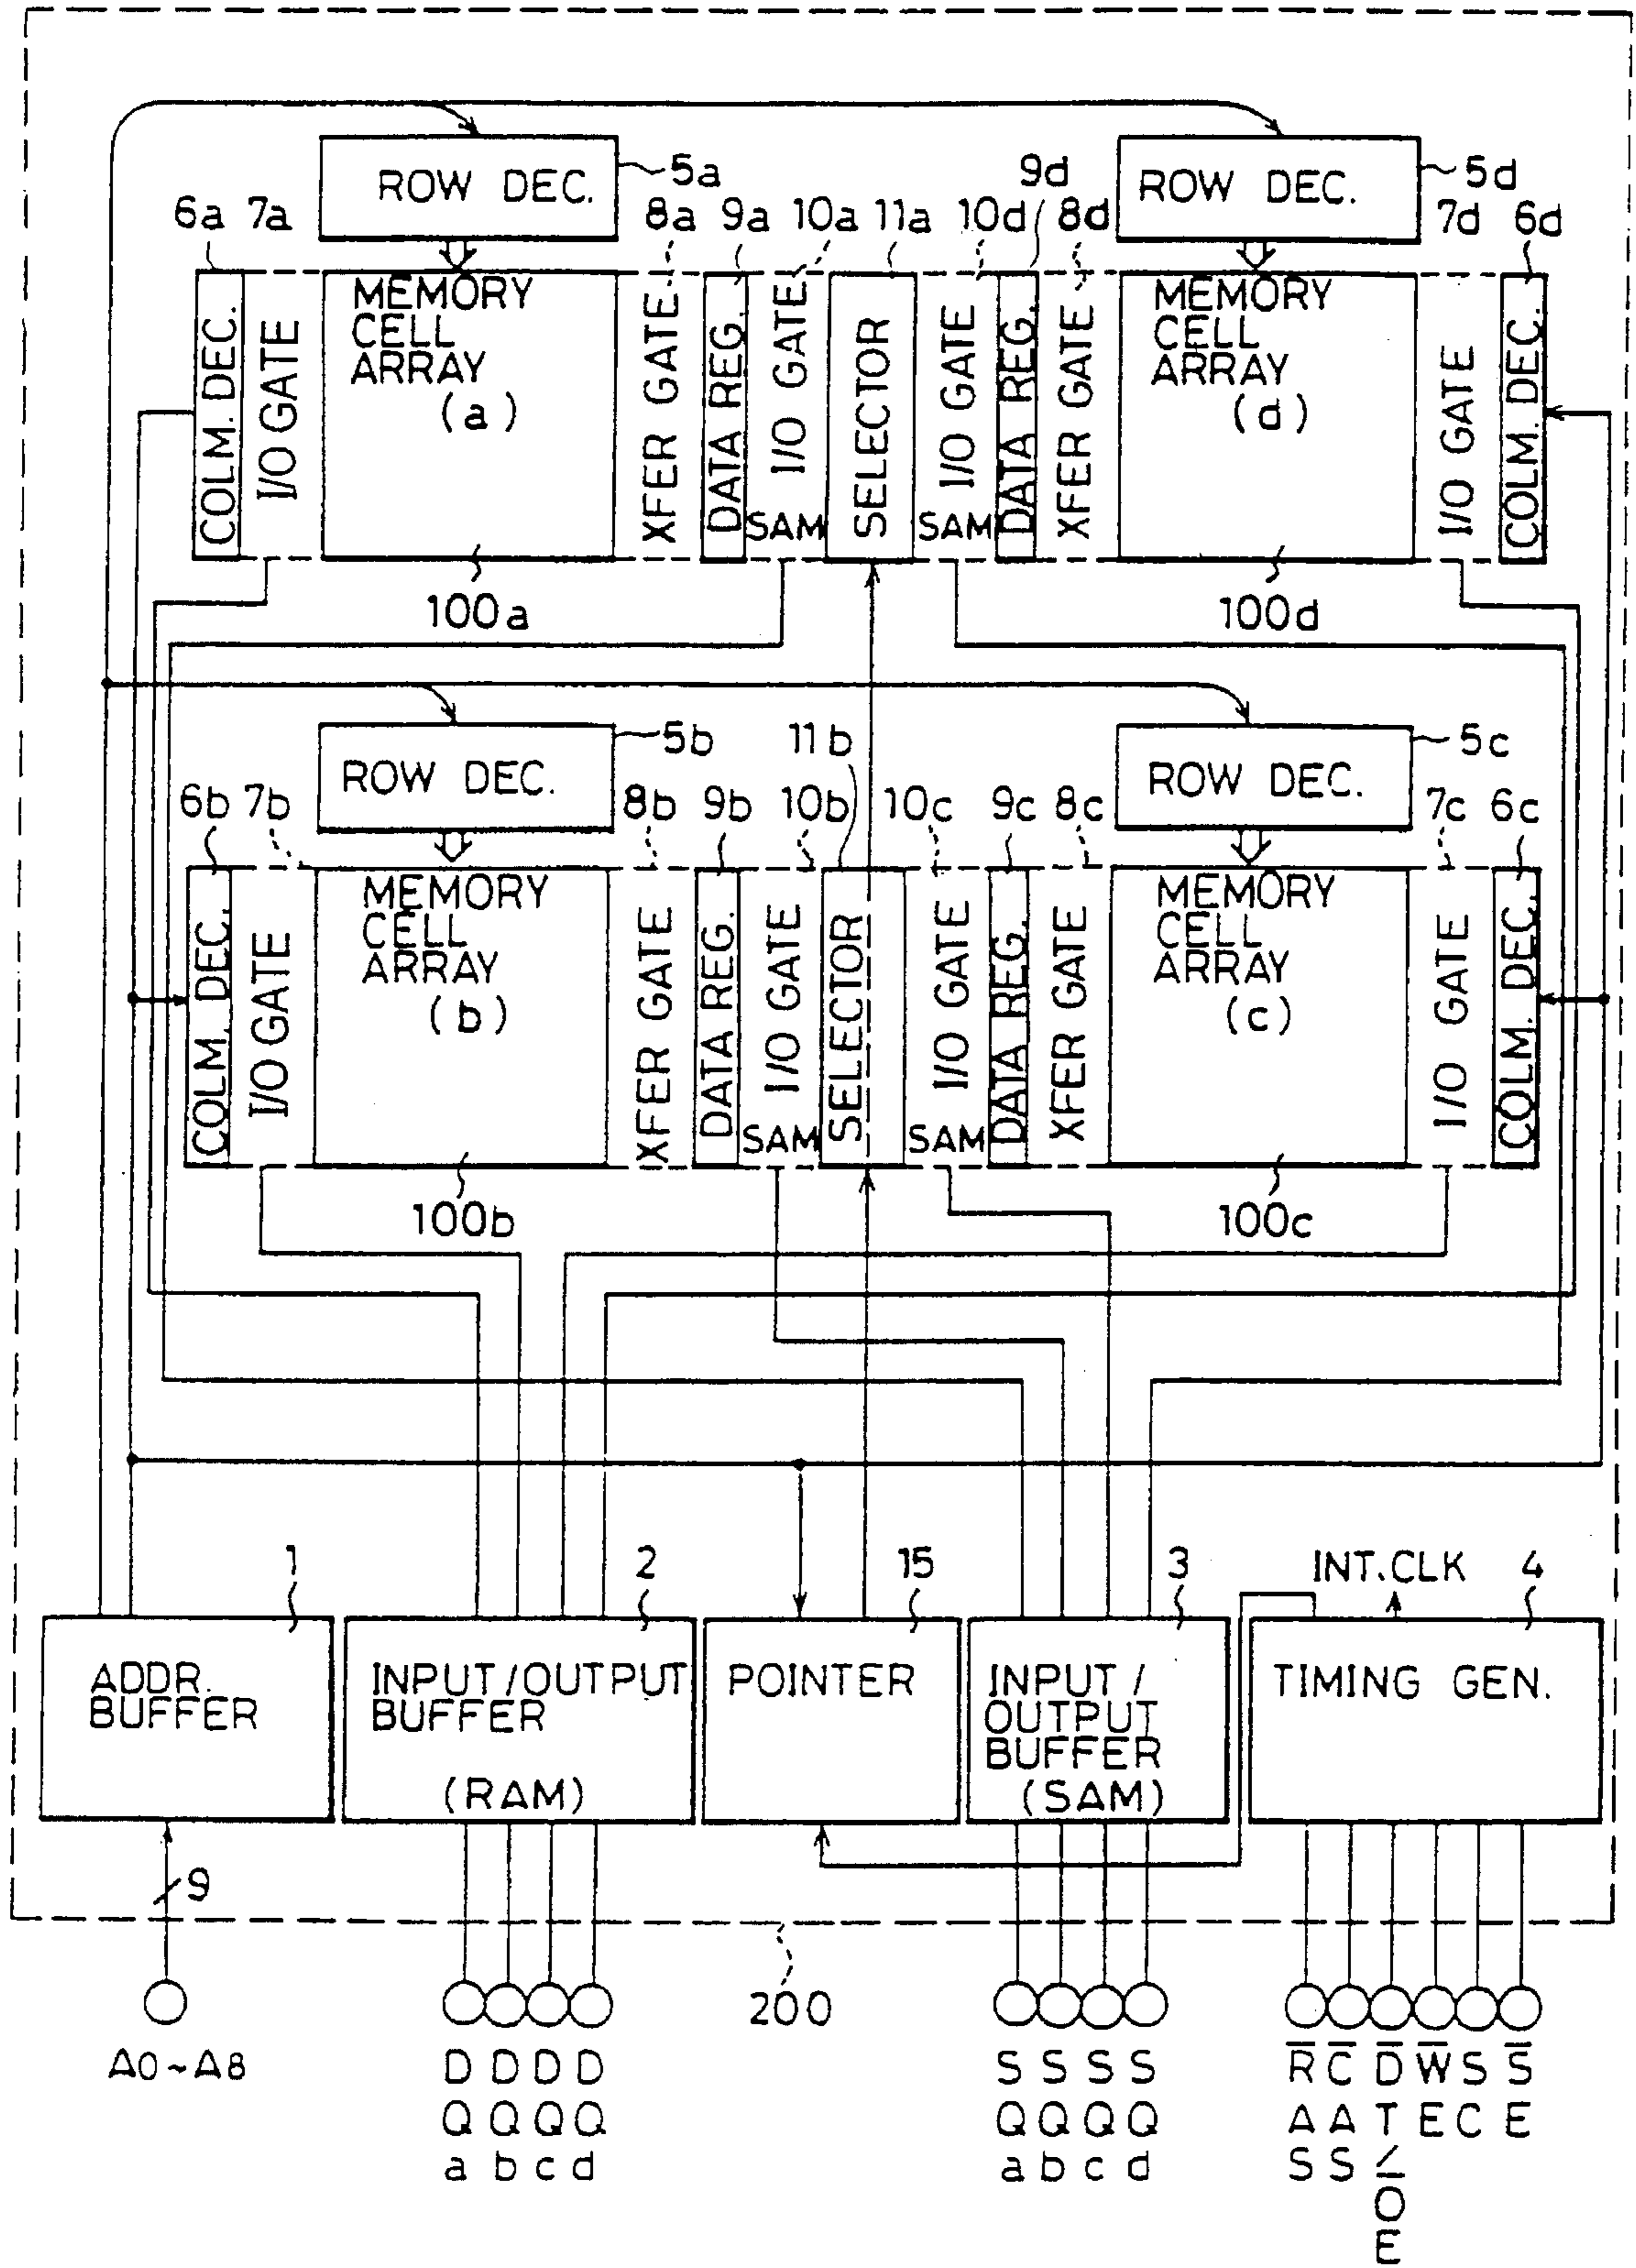 ROW DEC.
5a
9d
ROW DEC.
5d
6a 7a
8a 9a 10a 11a 10d 8d
7d 6d
COLM. DEC.
I/O GATE
MEMORY
CELL
ARRAY
(a)
XFER GATE
DATA REG.
I/O GATE
SAM
SELECTOR
I/O GATE
SAM
DATA REG.
XFER GATE
MEMORY
CELL
ARRAY
(d)
I/O GATE
COLM. DEC.
100a
100d
ROW DEC.
5b
11b
ROW DEC.
5c
6b 7b
8b 9b 10b 10c 9c 8c
7c 6c
COLM. DEC.
I/O GATE
MEMORY
CELL
ARRAY
(b)
XFER GATE
DATA REG.
I/O GATE
SAM
SELECTOR
I/O GATE
SAM
DATA REG.
XFER GATE
MEMORY
CELL
ARRAY
(c)
I/O GATE
COLM. DEC.
100b
100c
1
2
15
3
INT.CLK
4
ADDR.
BUFFER
INPUT/OUTPUT
BUFFER
(RAM)
POINTER
INPUT/
OUTPUT
BUFFER
(SAM)
TIMING GEN.
9
200
A0~A8
DQa
DQb
DQc
DQd
SQa
SQb
SQc
SQd
R̅AS
C̅AS
D̅T/O̅E
W̅E
SC
S̅E